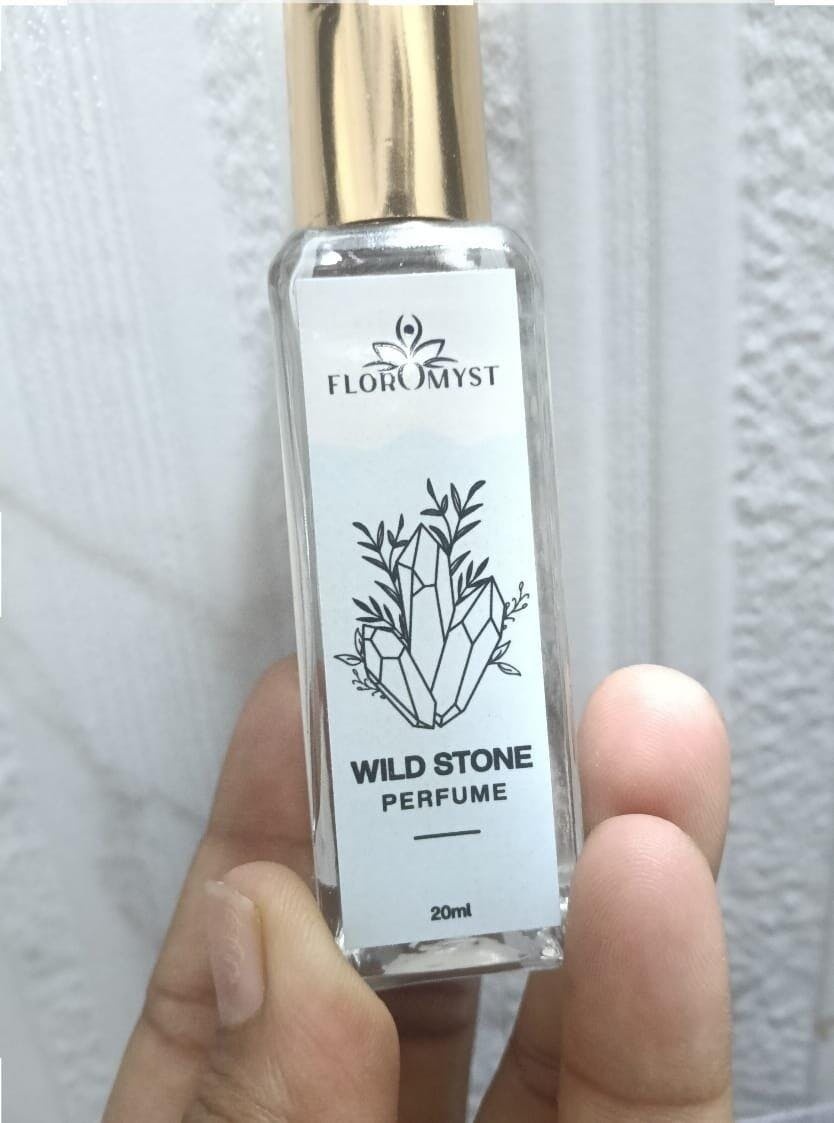 FLOROMYST
WILD STONE
PERFUME
20ml